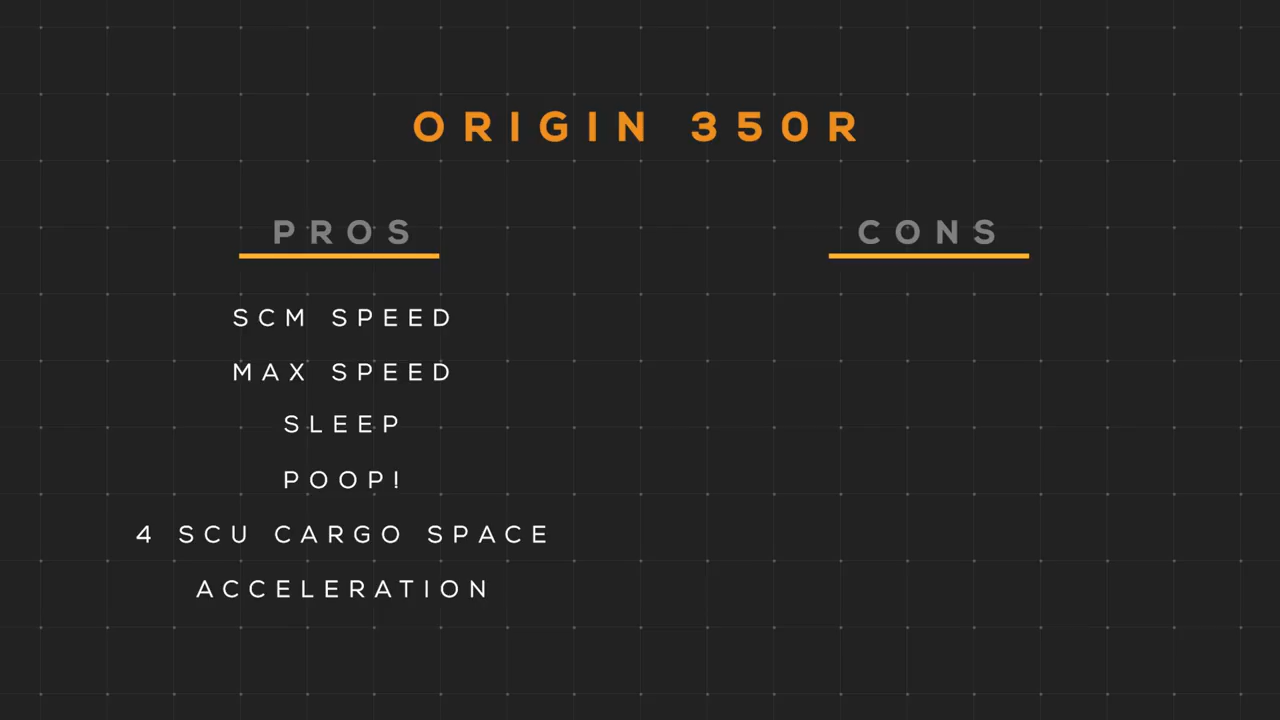 ORIGIN 350R
PROS
CONS
SCM SPEED
MAX SPEED
SLEEP
POOP!
4 SCU CARGO SPACE
ACCELERATION